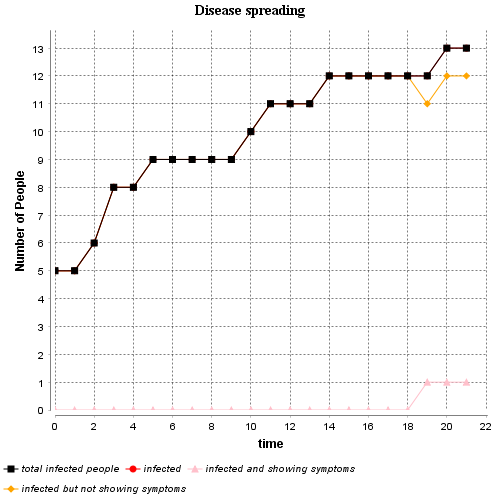 Disease spreading
Number of People
13
12
11
10
9
8
7
6
5
4
3
2
1
0
0 2 4 6 8 10 12 14 16 18 20 22
time
total infected people infected infected and showing symptoms
infected but not showing symptoms